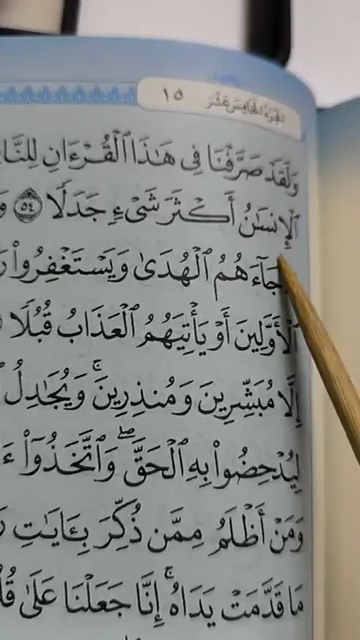 الجزء الخامس عشر ١٥
وَلَقَدْ صَرَّفْنَا فِى هَٰذَا ٱلْقُرْءَانِ
ٱلْإِنسَٰنُ أَكْثَرَ شَىْءٍ جَدَلًا ٥٤
جَآءَهُمُ ٱلْهُدَىٰ وَيَسْتَغْفِرُوا۟
ٱلْأَوَّلِينَ أَوْ يَأْتِيَهُمُ ٱلْعَذَابُ قُبُلًا
إِلَّا مُبَشِّرِينَ وَمُنذِرِينَ ۚ وَيُجَٰدِلُ
لِيُدْحِضُوا۟ بِهِ ٱلْحَقَّ ۖ وَٱتَّخَذُوٓا۟
وَمَنْ أَظْلَمُ مِمَّن ذُكِّرَ بِـَٔايَٰتِ
مَا قَدَّمَتْ يَدَاهُ ۚ إِنَّا جَعَلْنَا عَلَىٰ